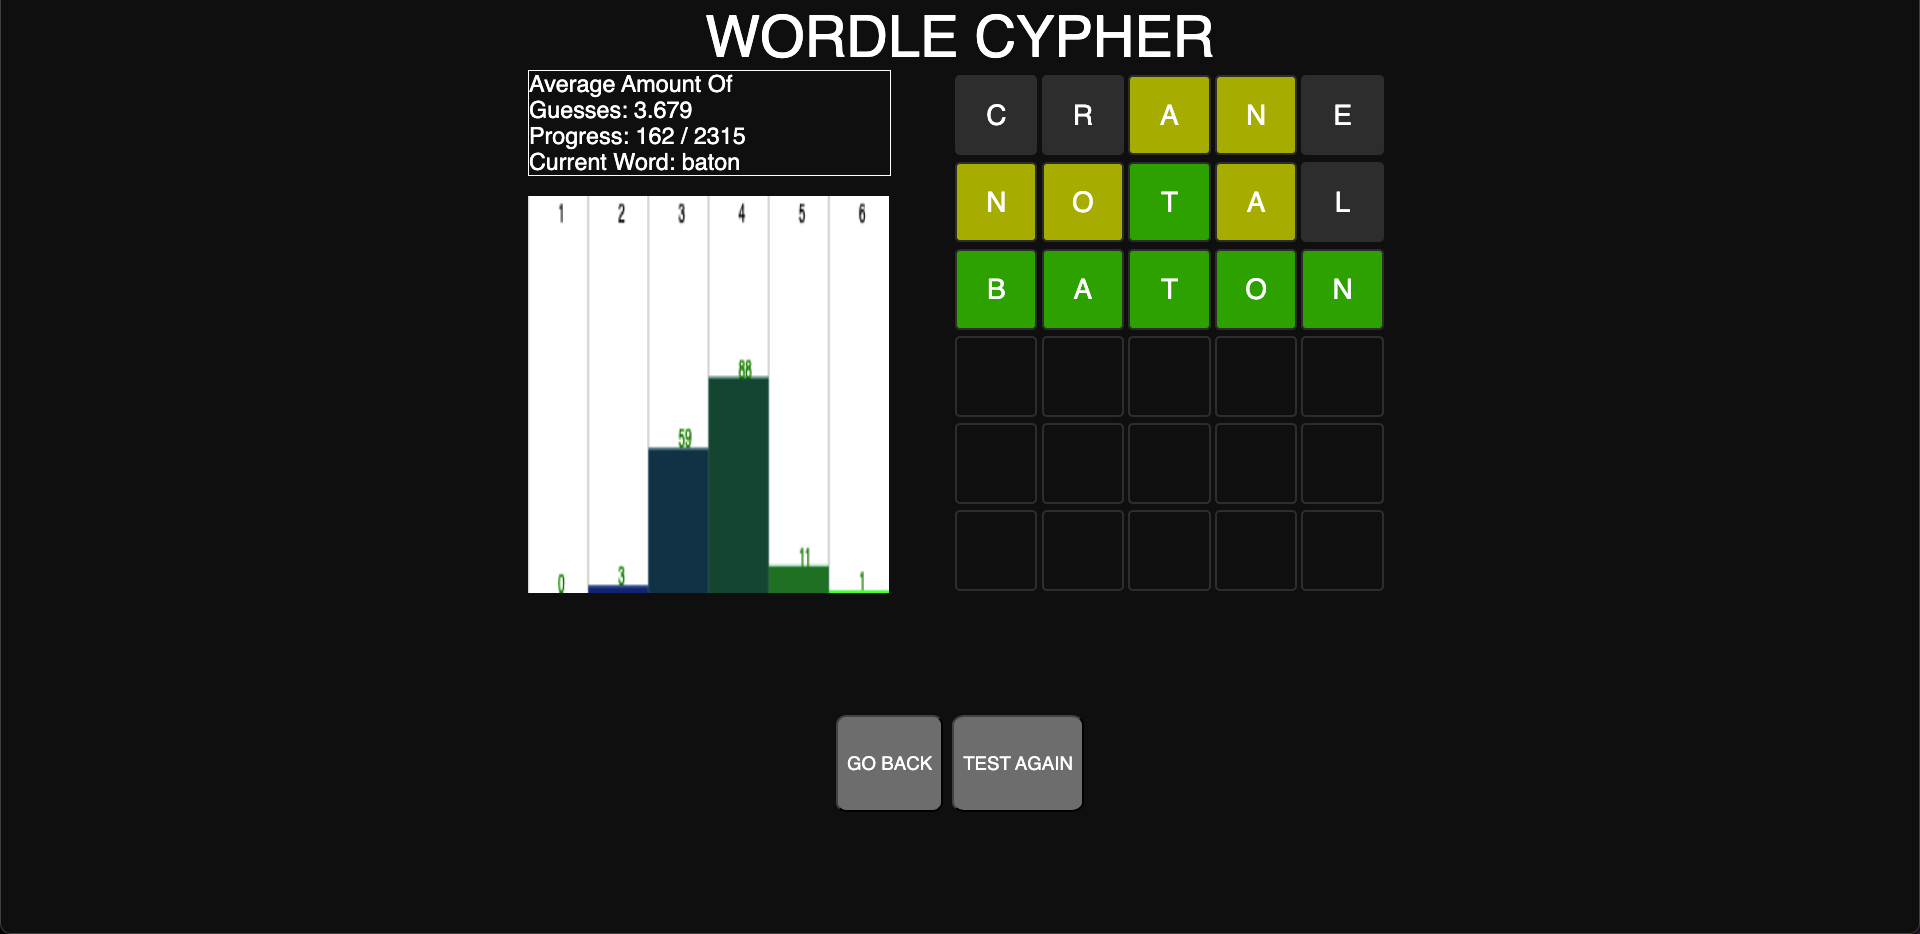 WORDLE CYPHER
Average Amount Of
Guesses: 3.679
Progress: 162 / 2315
Current Word: baton
1 2 3 4 5 6
88
59
11
3
1
0
C R A N E
N O T A L
B A T O N
GO BACK
TEST AGAIN